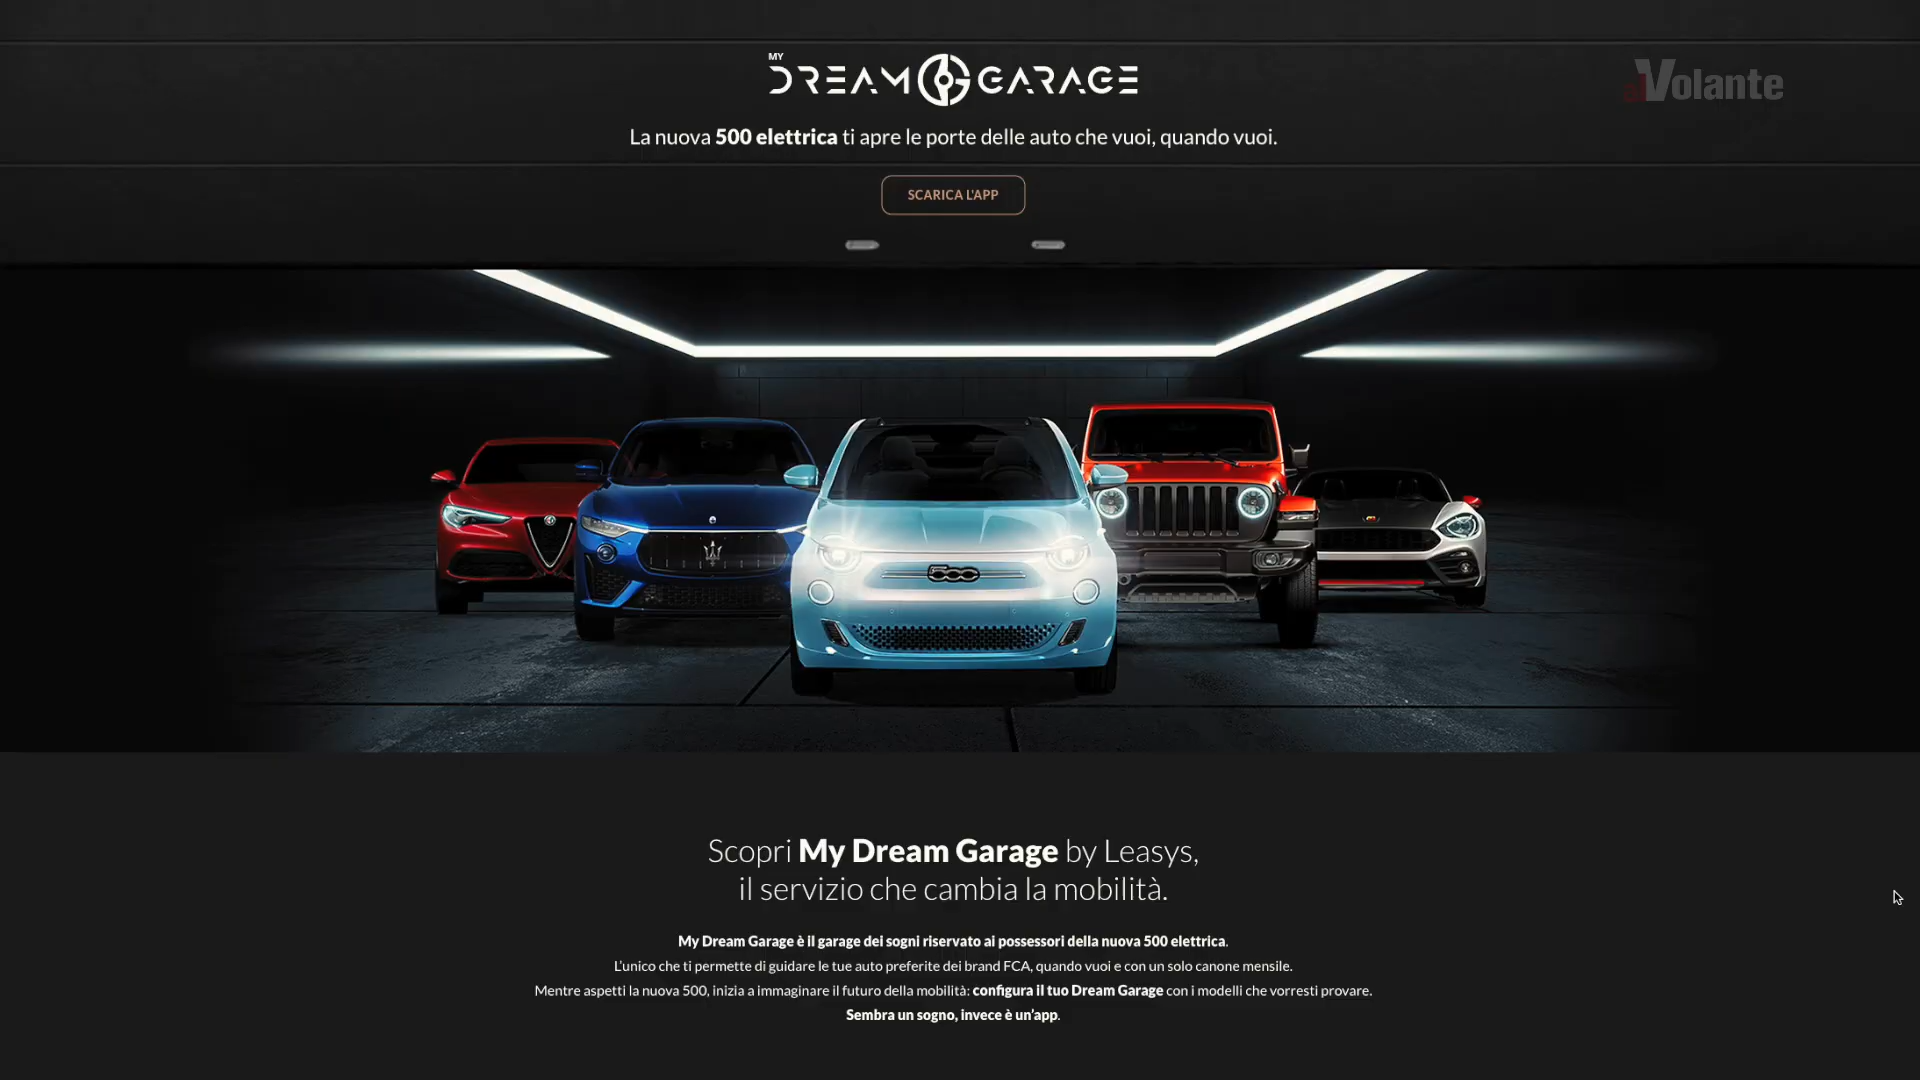 MY
DREAM GARAGE
alVolante
La nuova 500 elettrica ti apre le porte delle auto che vuoi, quando vuoi.
SCARICA L'APP
500
Scopri My Dream Garage by Leasys,
il servizio che cambia la mobilità.
My Dream Garage è il garage dei sogni riservato ai possessori della nuova 500 elettrica.
L'unico che ti permette di guidare le tue auto preferite dei brand FCA, quando vuoi e con un solo canone mensile.
Mentre aspetti la nuova 500, inizia a immaginare il futuro della mobilità: configura il tuo Dream Garage con i modelli che vorresti provare.
Sembra un sogno, invece è un'app.